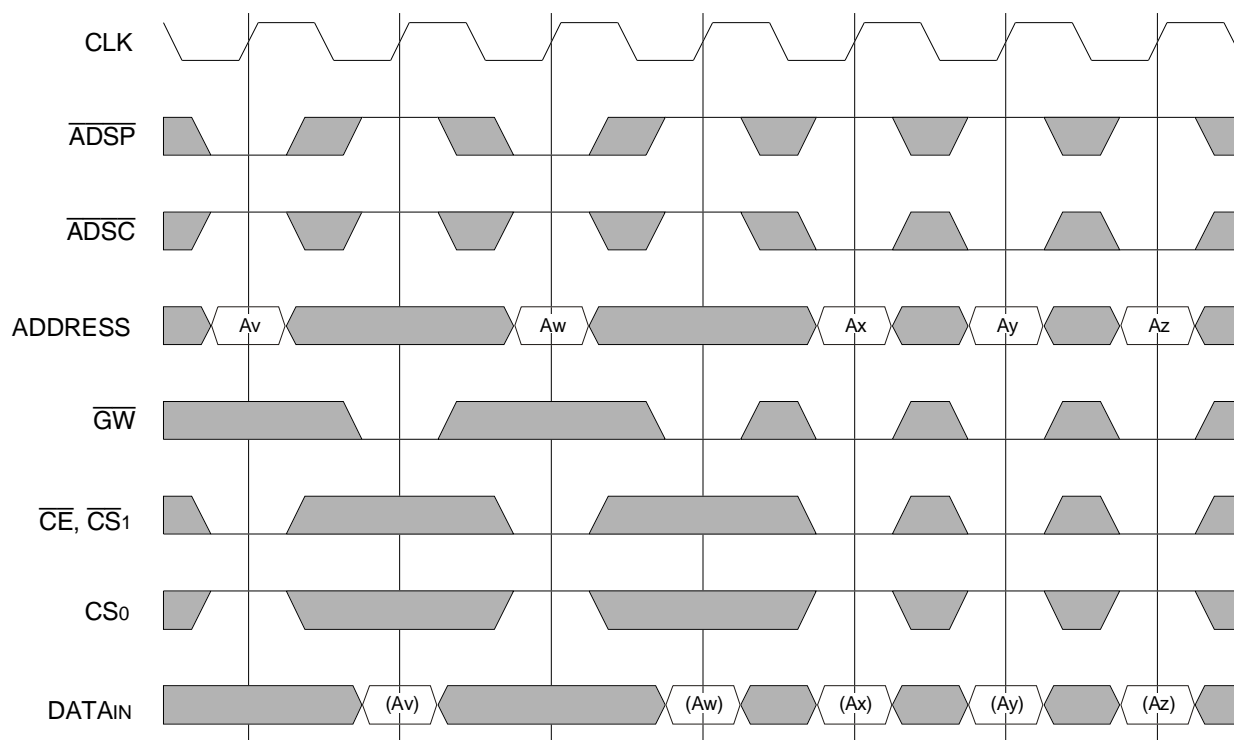 CLK
ADSP
ADSC
ADDRESS Av Aw Ax Ay Az
GW
CE, CS1
CS0
DATAIN (Av) (Aw) (Ax) (Ay) (Az)